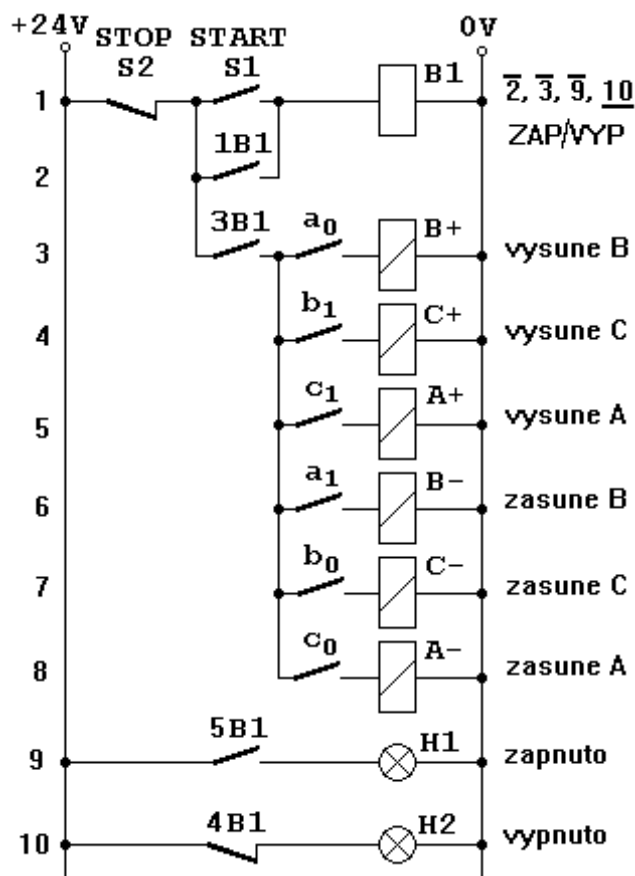 +24V STOP START 0V
S2 S1
1 B1 2̅, 3̅, 9̅, 1̲0̲
ZAP/VYP
2 1B1
3 3B1 a₀ B+ vysune B
4 b₁ C+ vysune C
5 c₁ A+ vysune A
6 a₁ B- zasune B
7 b₀ C- zasune C
8 c₀ A- zasune A
9 5B1 H1 zapnuto
10 4B1 H2 vypnuto